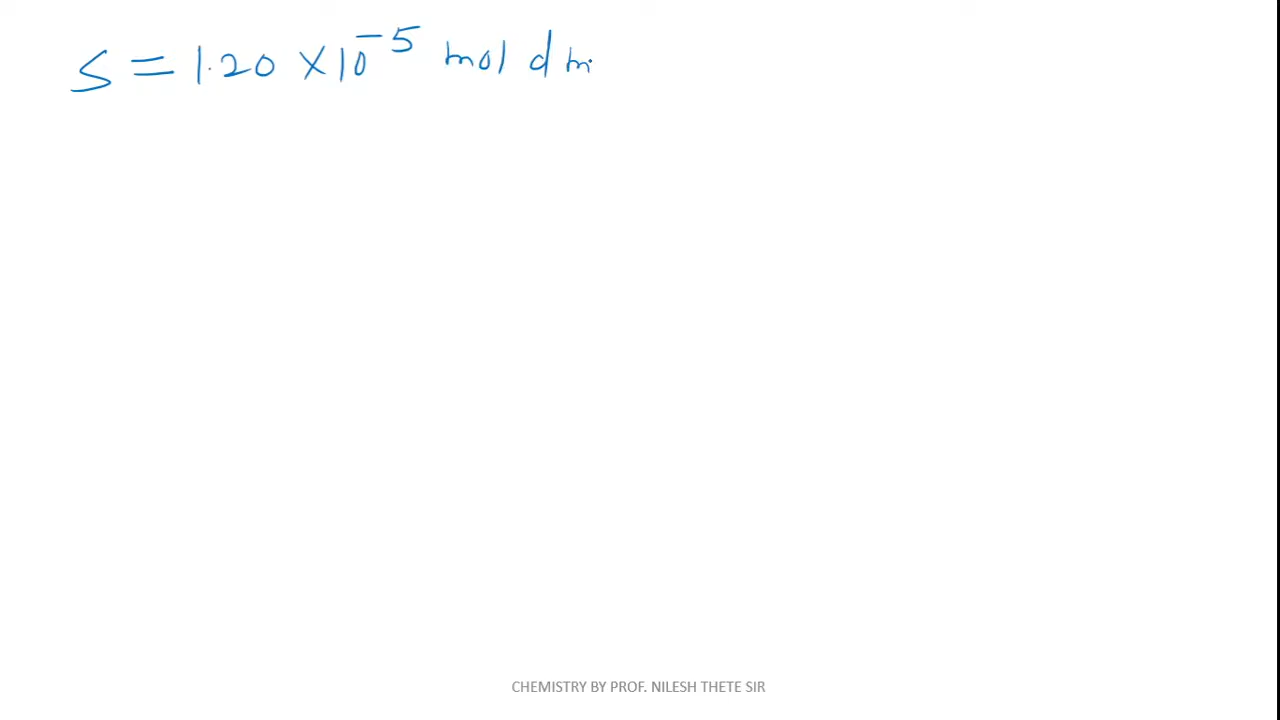 S = 1.20 × 10⁻⁵ mol dm
CHEMISTRY BY PROF. NILESH THETE SIR